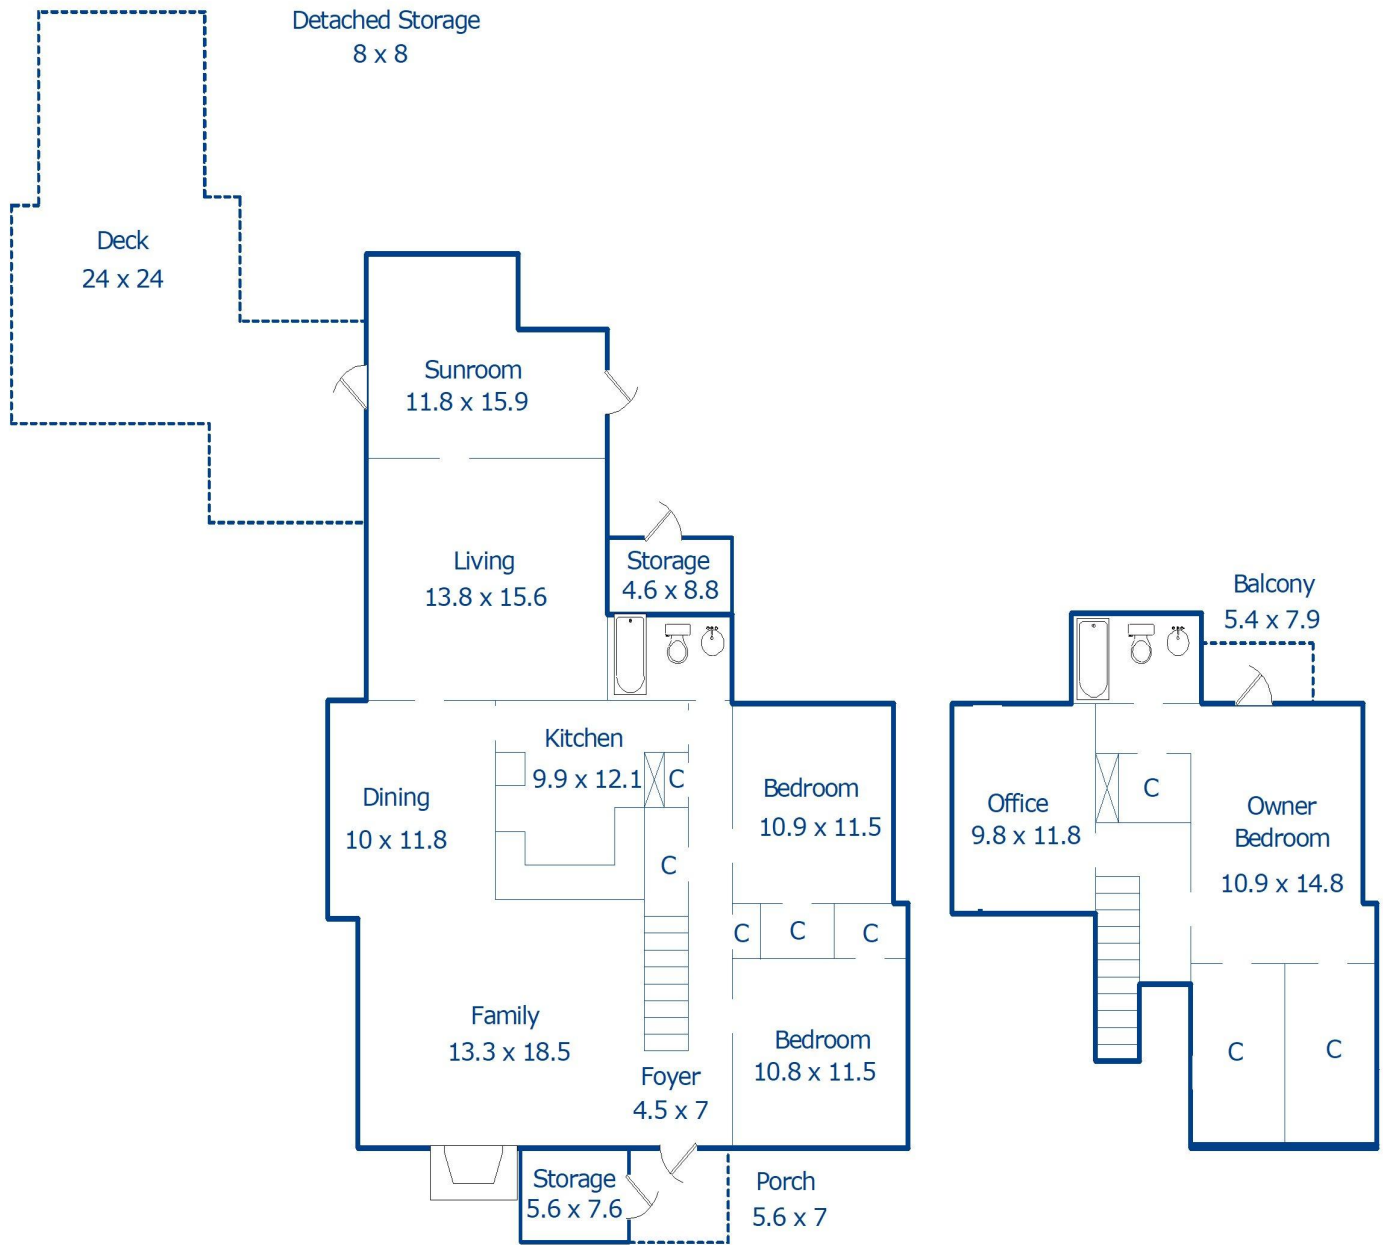 Detached Storage
8 x 8
Deck
24 x 24
Sunroom
11.8 x 15.9
Living
13.8 x 15.6
Storage
4.6 x 8.8
Kitchen
9.9 x 12.1
C
Dining
10 x 11.8
C
Bedroom
10.9 x 11.5
C
C
C
Family
13.3 x 18.5
Bedroom
10.8 x 11.5
Foyer
4.5 x 7
Storage
5.6 x 7.6
Porch
5.6 x 7
Balcony
5.4 x 7.9
Office
9.8 x 11.8
C
Owner
Bedroom
10.9 x 14.8
C
C